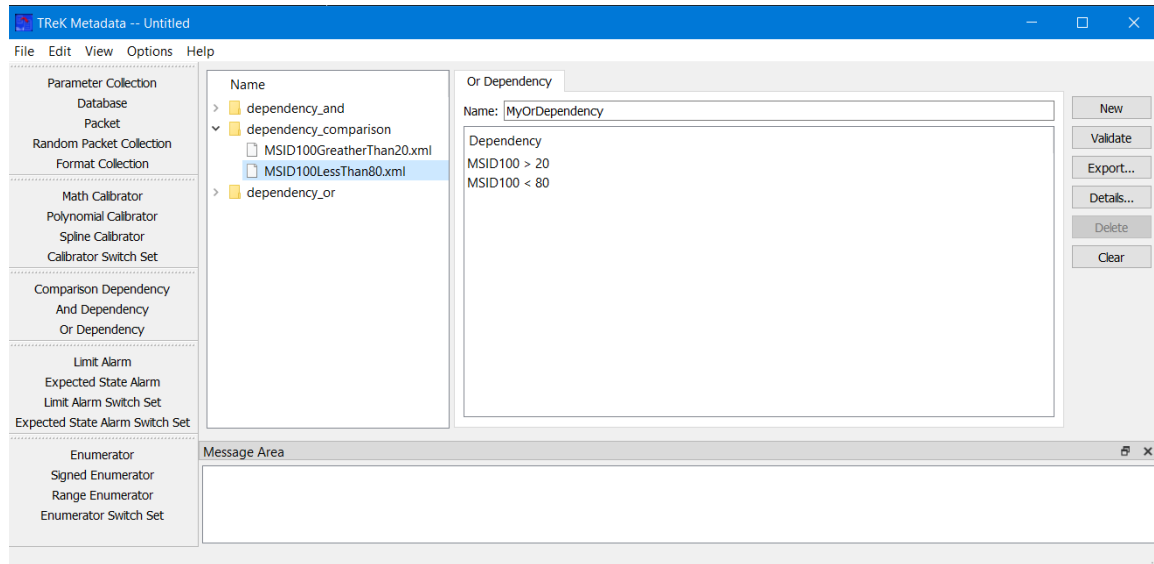 TReK Metadata -- Untitled
File Edit View Options Help
Parameter Collection
Database
Packet
Random Packet Collection
Format Collection
Math Calibrator
Polynomial Calibrator
Spline Calibrator
Calibrator Switch Set
Comparison Dependency
And Dependency
Or Dependency
Limit Alarm
Expected State Alarm
Limit Alarm Switch Set
Expected State Alarm Switch Set
Enumerator
Signed Enumerator
Range Enumerator
Enumerator Switch Set
Name
dependency_and
dependency_comparison
MSID100GreatherThan20.xml
MSID100LessThan80.xml
dependency_or
Or Dependency
Name: MyOrDependency
Dependency
MSID100 > 20
MSID100 < 80
New
Validate
Export...
Details...
Delete
Clear
Message Area